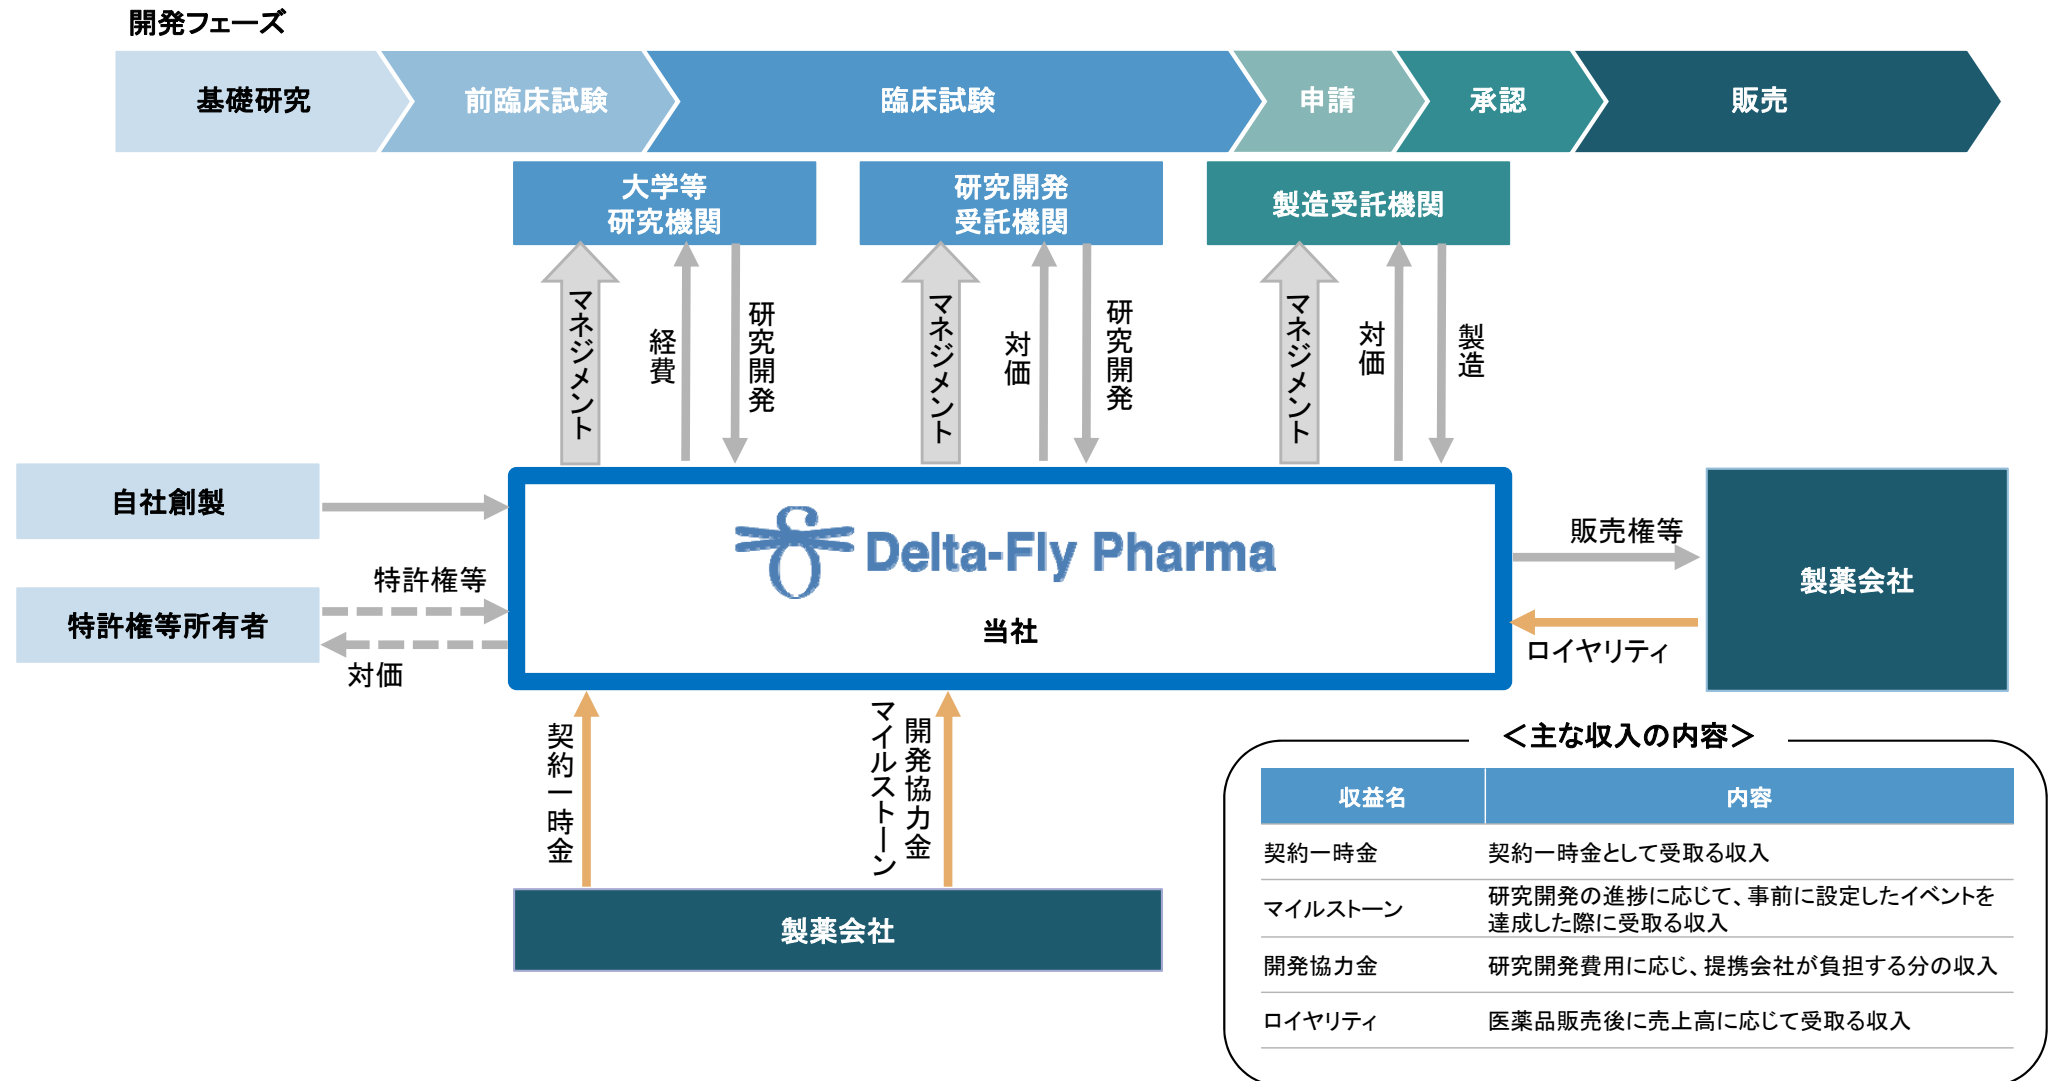 開発フェーズ
基礎研究
前臨床試験
臨床試験
申請
承認
販売
大学等
研究機関
研究開発
受託機関
製造受託機関
マネジメント
経費
研究開発
マネジメント
対価
研究開発
マネジメント
対価
製造
自社創製
特許権等所有者
特許権等
対価
Delta-Fly Pharma
当社
販売権等
ロイヤリティ
製薬会社
契約一時金
マイルストーン
開発協力金
製薬会社
＜主な収入の内容＞
収益名 内容
契約一時金 契約一時金として受取る収入
マイルストーン 研究開発の進捗に応じて、事前に設定したイベントを
達成した際に受取る収入
開発協力金 研究開発費用に応じ、提携会社が負担する分の収入
ロイヤリティ 医薬品販売後に売上高に応じて受取る収入